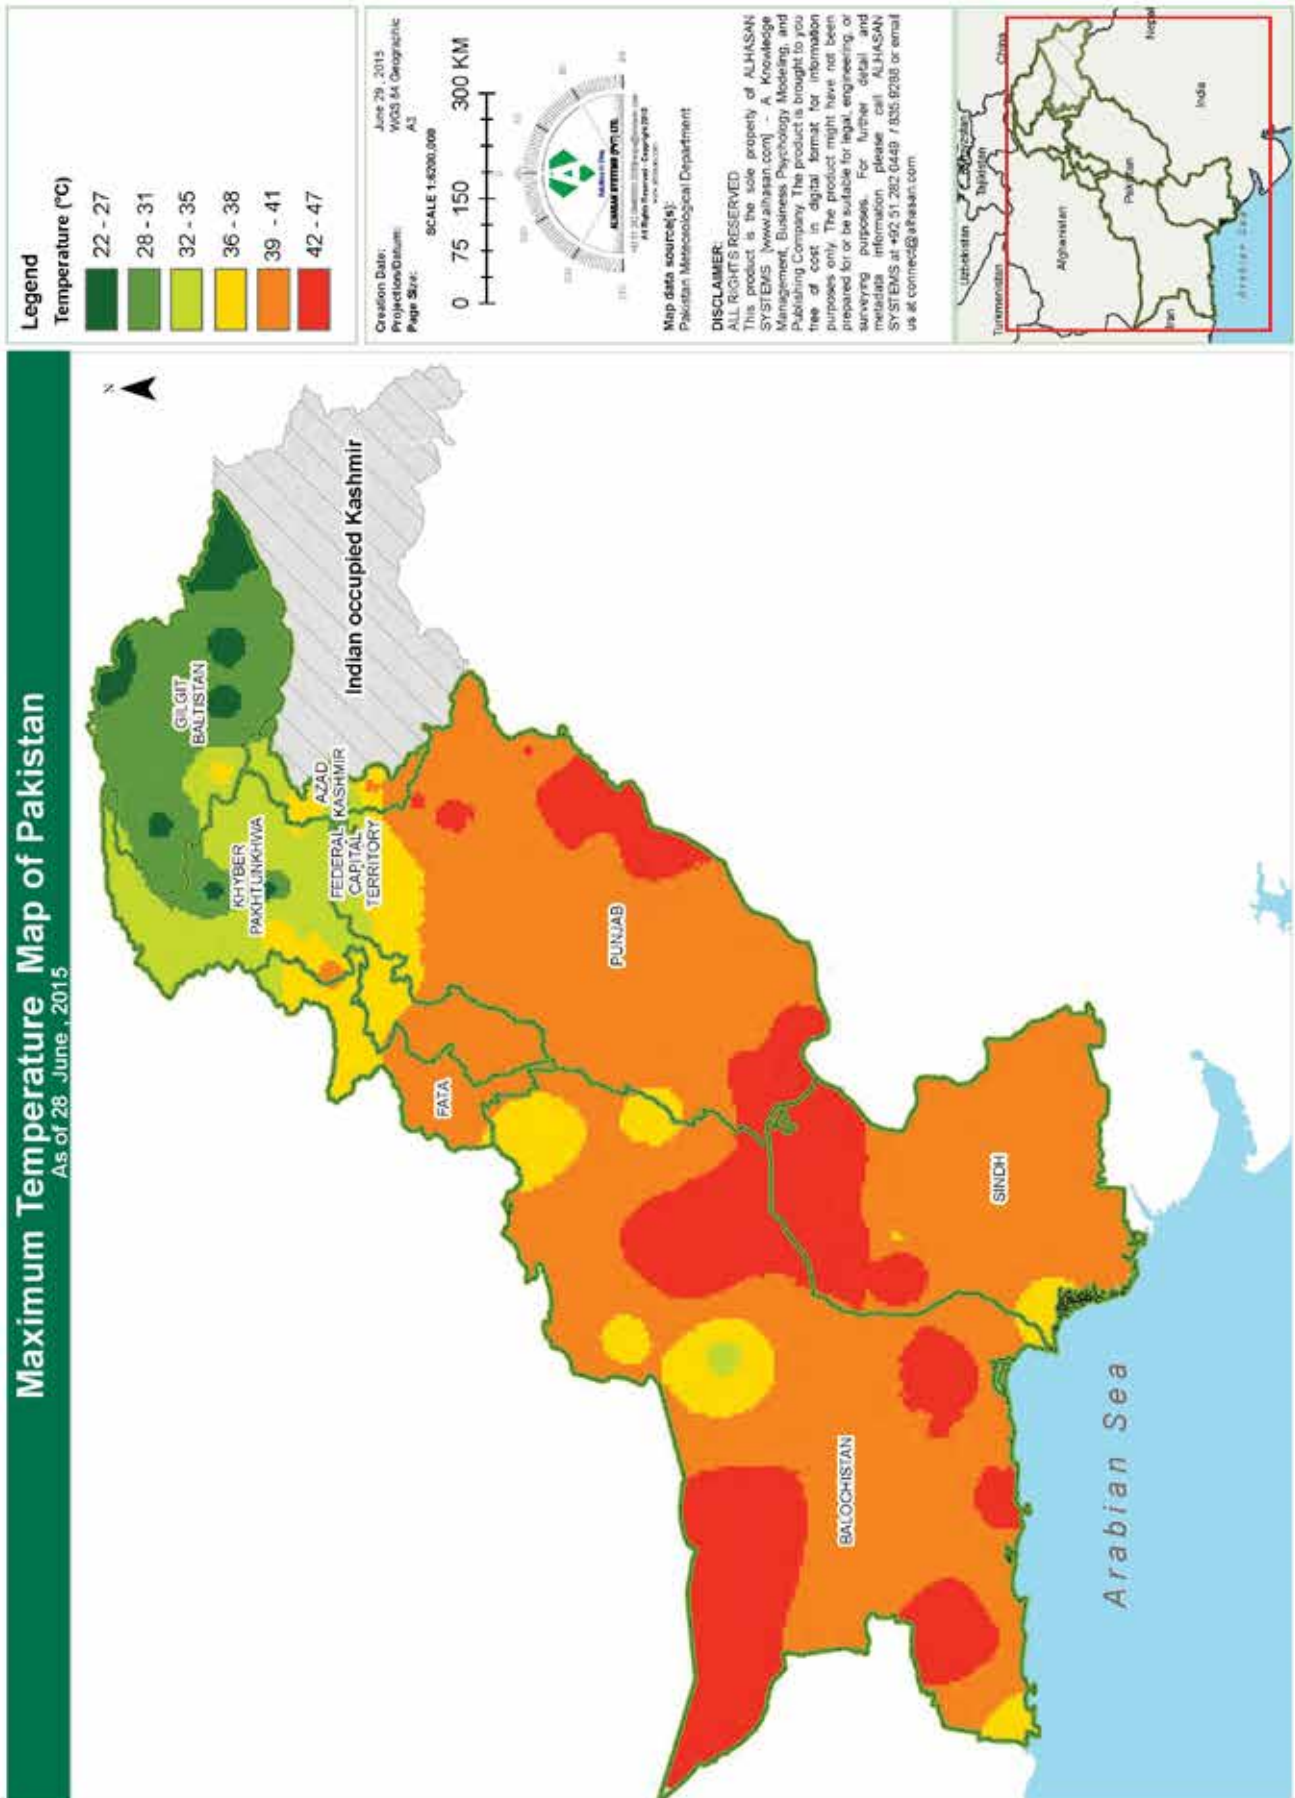 Maximum Temperature Map of Pakistan
As of 28 June, 2015
N
GILGIT
BALTISTAN
KHYBER
PAKHTUNKHWA
AZAD
KASHMIR
FEDERAL
CAPITAL
TERRITORY
Indian occupied Kashmir
FATA
PUNJAB
BALOCHISTAN
SINDH
Arabian Sea
Legend
Temperature (°C)
22 - 27
28 - 31
32 - 35
36 - 38
39 - 41
42 - 47
Creation Date: June 29, 2015
Projection/Datum: WGS 84 Geographic
Page Size: A3
SCALE 1:6200,000
0 75 150 300 KM
ALHASAN SYSTEMS (PVT) LTD.
Map data source(s):
Pakistan Meteoological Department
DISCLAIMER:
ALL RIGHTS RESERVED
This product is the sole property of ALHASAN
SYSTEMS [www.alhasan.com] - A Knowledge
Management, Business Psychology Modeling, and
Publishing Company. The product is brought to you
free of cost in digital format for information
purposes only. The product might have not been
prepared for or be suitable for legal, engineering, or
surveying purposes. For further detail and
metadata information please call ALHASAN
SYSTEMS at +92.51.282.0449 / 835.9288 or email
us at connect@alhasan.com
Uzbekistan
Tajikistan
China
Turkmenistan
Afghanistan
Pakistan
Nepal
Iran
India
Arabian Sea